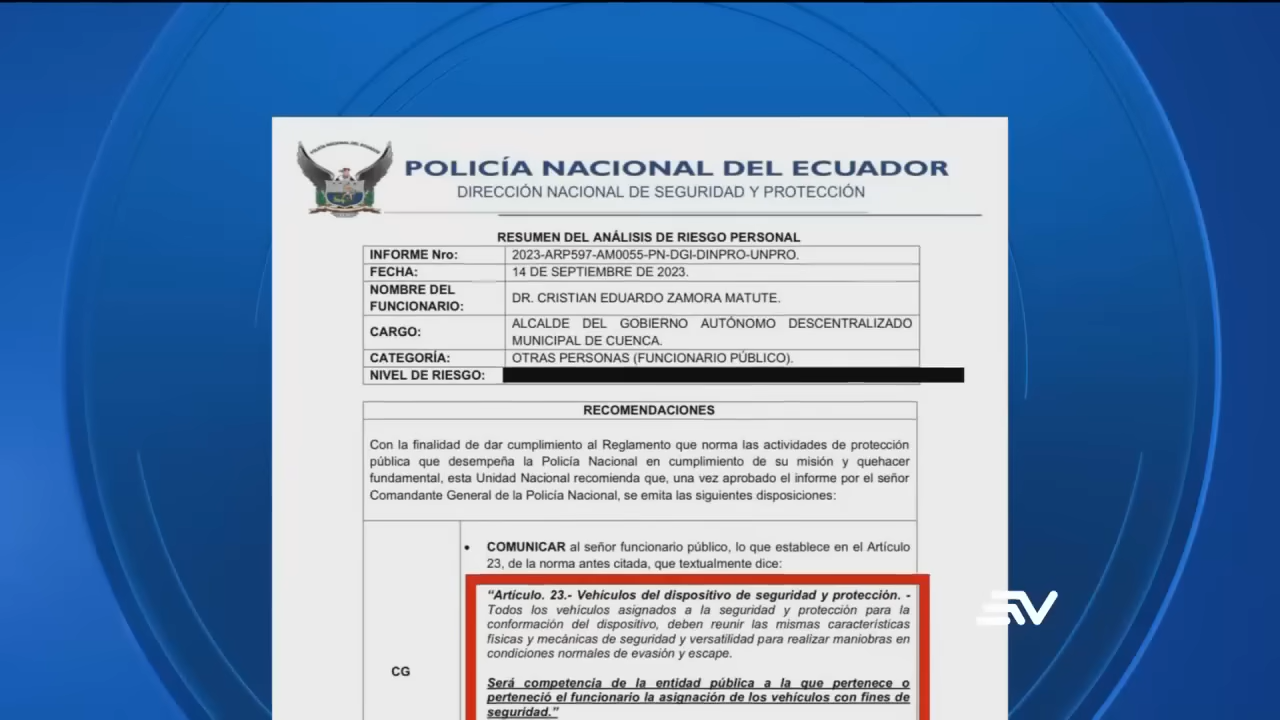 POLICÍA NACIONAL DEL ECUADOR
POLICÍA NACIONAL DEL ECUADOR
DIRECCIÓN NACIONAL DE SEGURIDAD Y PROTECCIÓN
RESUMEN DEL ANÁLISIS DE RIESGO PERSONAL
INFORME Nro: 2023-ARP597-AM0055-PN-DGI-DINPRO-UNPRO.
FECHA: 14 DE SEPTIEMBRE DE 2023.
NOMBRE DEL
FUNCIONARIO:
DR. CRISTIAN EDUARDO ZAMORA MATUTE.
CARGO:
ALCALDE DEL GOBIERNO AUTÓNOMO DESCENTRALIZADO
MUNICIPAL DE CUENCA.
CATEGORÍA: OTRAS PERSONAS (FUNCIONARIO PÚBLICO).
NIVEL DE RIESGO:
RECOMENDACIONES
Con la finalidad de dar cumplimiento al Reglamento que norma las actividades de protección
pública que desempeña la Policía Nacional en cumplimiento de su misión y quehacer
fundamental, esta Unidad Nacional recomienda que, una vez aprobado el informe por el señor
Comandante General de la Policía Nacional, se emita las siguientes disposiciones:
CG
• COMUNICAR al señor funcionario público, lo que establece en el Artículo
23, de la norma antes citada, que textualmente dice:
"Artículo. 23.- Vehículos del dispositivo de seguridad y protección. -
Todos los vehículos asignados a la seguridad y protección para la
conformación del dispositivo, deben reunir las mismas características
físicas y mecánicas de seguridad y versatilidad para realizar maniobras en
condiciones normales de evasión y escape.
Será competencia de la entidad pública a la que pertenece o
perteneció el funcionario la asignación de los vehículos con fines de
seguridad."